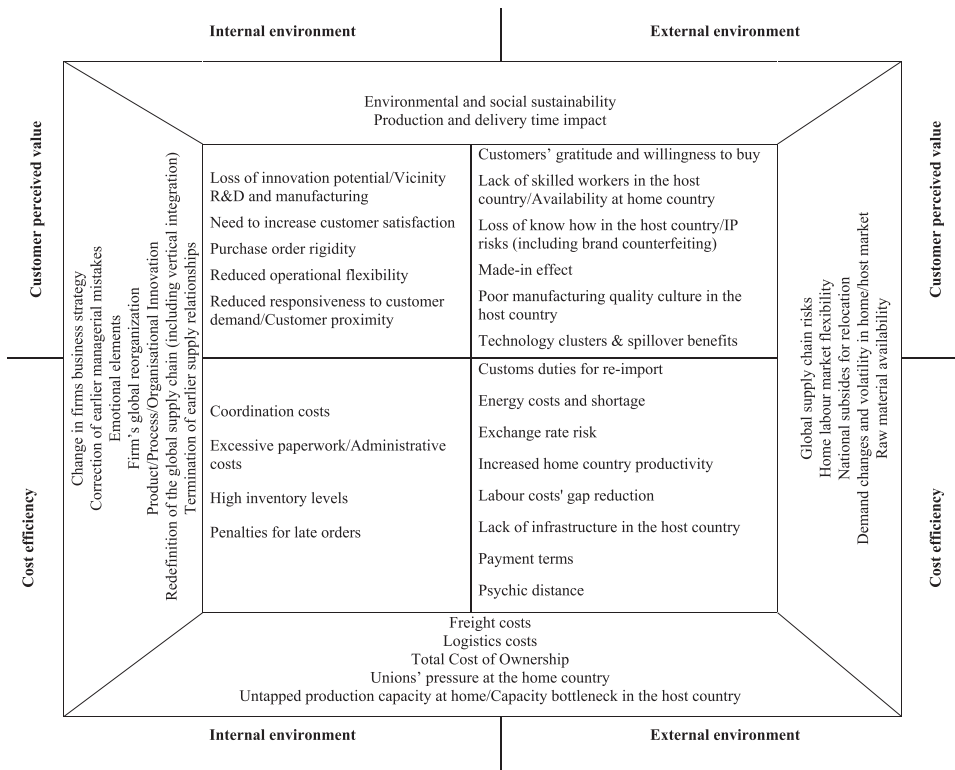 Internal environment
External environment
Environmental and social sustainability
Production and delivery time impact
Customer perceived value
Cost efficiency
Change in firms business strategy
Correction of earlier managerial mistakes
Emotional elements
Firm's global reorganization
Product/Process/Organisational Innovation
Redefinition of the global supply chain (including vertical integration)
Termination of earlier supply relationships
Loss of innovation potential/Vicinity
R&D and manufacturing
Need to increase customer satisfaction
Purchase order rigidity
Reduced operational flexibility
Reduced responsiveness to customer
demand/Customer proximity
Customers' gratitude and willingness to buy
Lack of skilled workers in the host
country/Availability at home country
Loss of know how in the host country/IP
risks (including brand counterfeiting)
Made-in effect
Poor manufacturing quality culture in the
host country
Technology clusters & spillover benefits
Coordination costs
Excessive paperwork/Administrative
costs
High inventory levels
Penalties for late orders
Customs duties for re-import
Energy costs and shortage
Exchange rate risk
Increased home country productivity
Labour costs' gap reduction
Lack of infrastructure in the host country
Payment terms
Psychic distance
Global supply chain risks
Home labour market flexibility
National subsides for relocation
Demand changes and volatility in home/host market
Raw material availability
Customer perceived value
Cost efficiency
Freight costs
Logistics costs
Total Cost of Ownership
Unions' pressure at the home country
Untapped production capacity at home/Capacity bottleneck in the host country
Internal environment
External environment